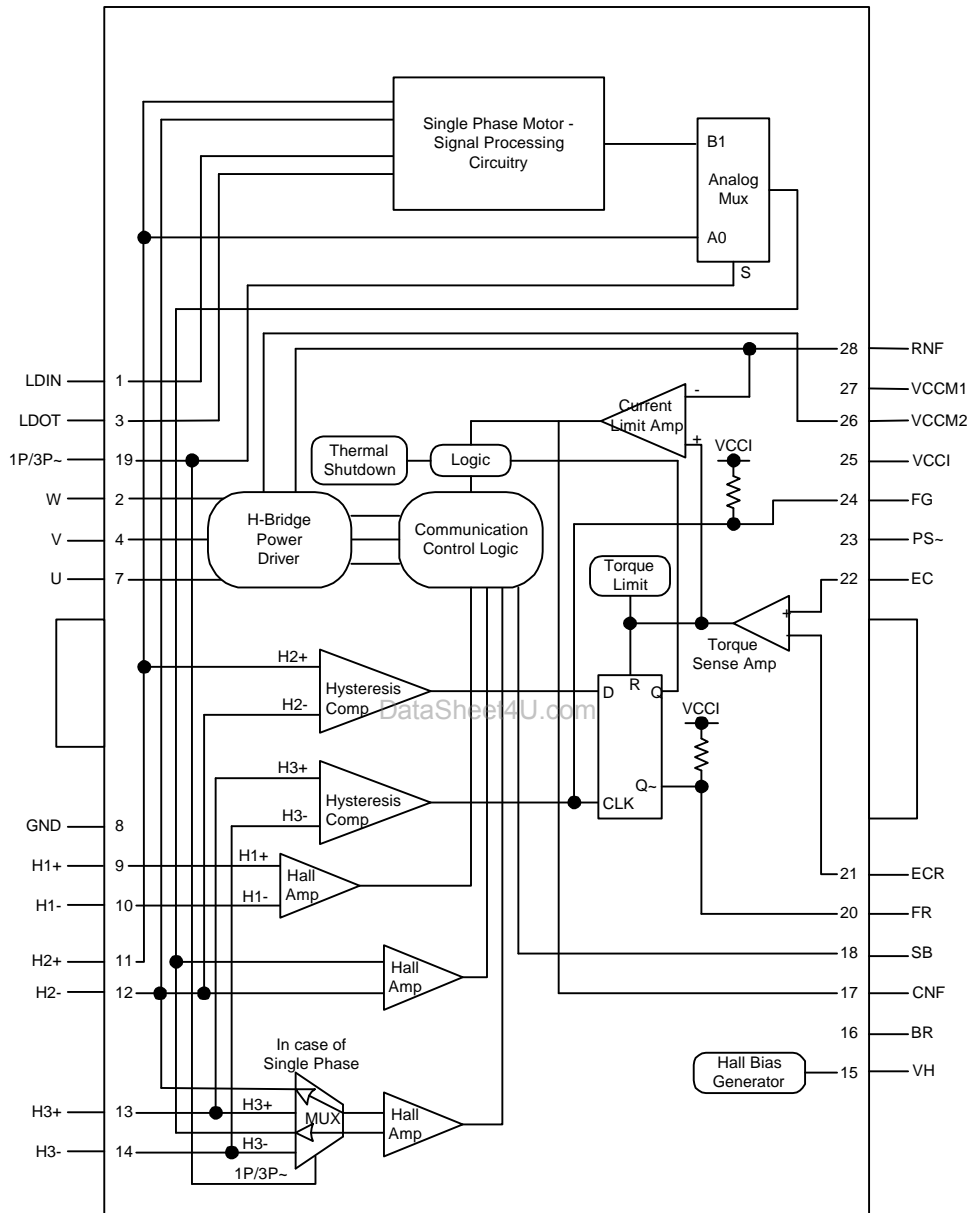 Single Phase Motor -
Signal Processing
Circuitry
B1
Analog
Mux
A0
S
LDIN 1
LDOT 3
1P/3P~ 19
W 2
V 4
U 7
28 RNF
27 VCCM1
26 VCCM2
25 VCCI
24 FG
23 PS~
22 EC
-
Current
Limit Amp
+
VCCI
Thermal
Shutdown
Logic
H-Bridge
Power
Driver
Communication
Control Logic
Torque
Limit
+
-
Torque
Sense Amp
H2+
H2-
Hysteresis
Comp
D
R
Q
DataSheet4U.com
VCCI
H3+
H3-
Hysteresis
Comp
Q~
CLK
GND 8
H1+ 9
H1- 10
H1+
H1-
Hall
Amp
21 ECR
20 FR
18 SB
17 CNF
16 BR
15 VH
H2+ 11
H2- 12
Hall
Amp
In case of
Single Phase
Hall Bias
Generator
H3+ 13
H3- 14
H3+
MUX
H3-
Hall
Amp
1P/3P~